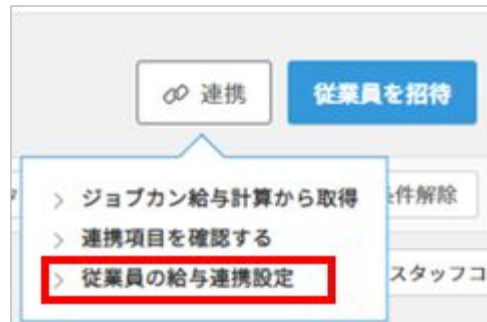 連携
従業員を招待
ジョブカン給与計算から取得
件解除
連携項目を確認する
従業員の給与連携設定
スタッフコ